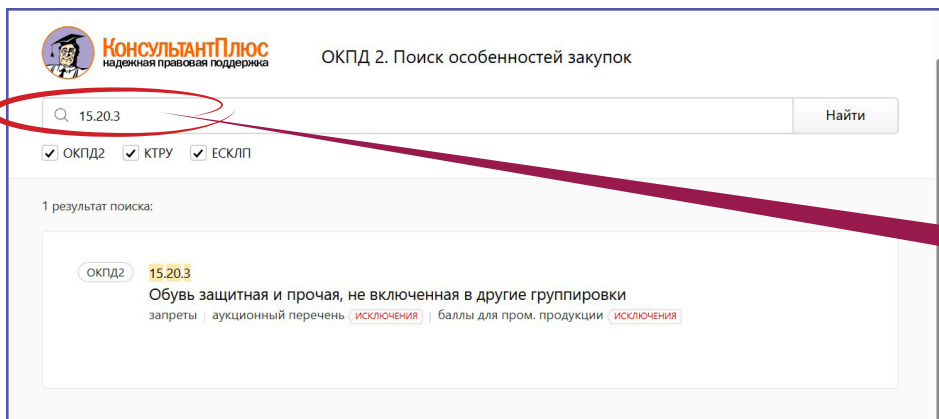 КонсультантПлюс
надежная правовая поддержка
ОКПД 2. Поиск особенностей закупок
15.20.3
Найти
ОКПД2 КТРУ ЕСКЛП
1 результат поиска:
ОКПД2 15.20.3
Обувь защитная и прочая, не включенная в другие группировки
запреты | аукционный перечень ИСКЛЮЧЕНИЯ | баллы для пром. продукции ИСКЛЮЧЕНИЯ